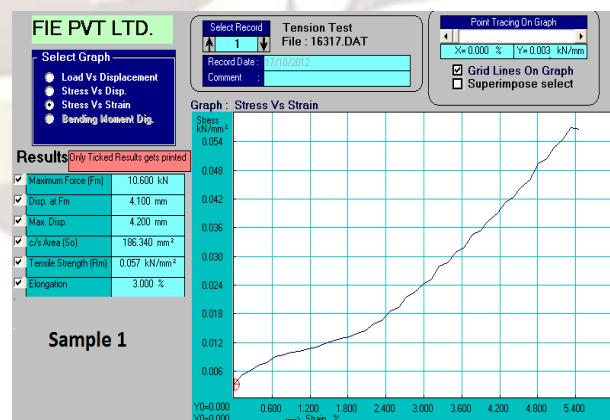 FIE PVT LTD.
Select Graph
Load Vs Displacement
Stress Vs Disp.
Stress Vs Strain
Bending Moment Dig.
Results Only Ticked Results gets printed
Maximum Force (Fm) 10.600 kN
Disp. at Fm 4.100 mm
Max. Disp. 4.200 mm
c/s Area (So) 186.340 mm²
Tensile Strength (Rm) 0.057 kN/mm²
Elongation 3.000 %
Sample 1
Select Record
1
Tension Test
File : 16317.DAT
Record Date : 17/10/2012
Comment :
Point Tracing On Graph
X= 0.000 % Y= 0.003 kN/mm
Grid Lines On Graph
Superimpose select
Graph : Stress Vs Strain
Stress
kN/mm²
0.054
0.048
0.042
0.036
0.030
0.024
0.018
0.012
0.006
Y0=0.000 0.600 1.200 1.800 2.400 3.000 3.600 4.200 4.800 5.400
Y0=0.000 Strain %